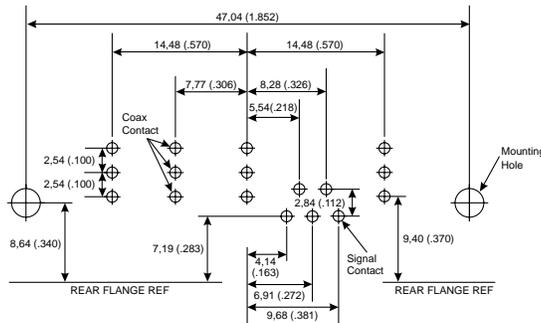 47,04 (1.852)
14,48 (.570)
14,48 (.570)
7,77 (.306)
8,28 (.326)
5,54(.218)
Coax
Contact
Mounting
Hole
2,54 (.100)
2,54 (.100)
2,84 (.112)
8,64 (.340)
7,19 (.283)
9,40 (.370)
Signal
Contact
4,14
(.163)
REAR FLANGE REF
6,91 (.272)
REAR FLANGE REF
9,68 (.381)